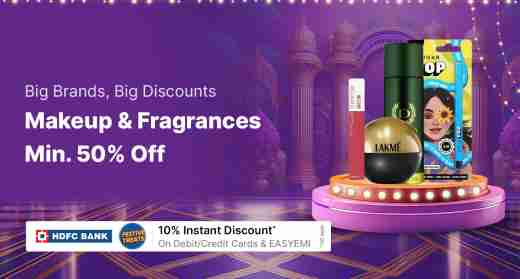 Big Brands, Big Discounts
Makeup & Fragrances
Min. 50% Off
HDFC BANK
FESTIVE
TREATS
10% Instant Discount*
On Debit/Credit Cards & EASYEMI
LAKMÉ